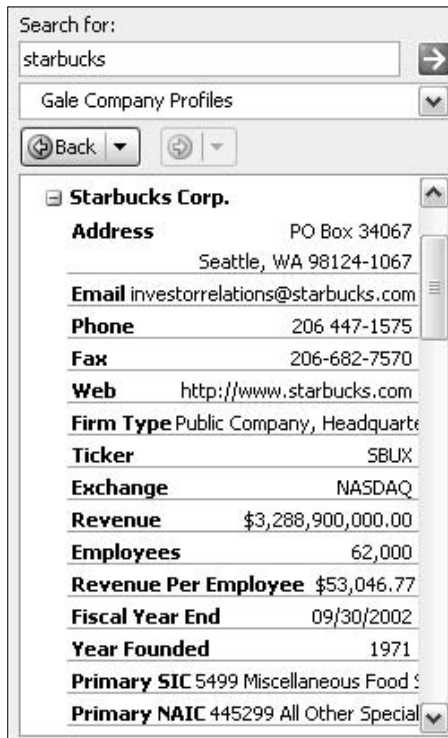 Search for:
starbucks
Gale Company Profiles
Back
Starbucks Corp.
Address PO Box 34067
Seattle, WA 98124-1067
Email investorrelations@starbucks.com
Phone 206 447-1575
Fax 206-682-7570
Web http://www.starbucks.com
Firm Type Public Company, Headquarte
Ticker SBUX
Exchange NASDAQ
Revenue $3,288,900,000.00
Employees 62,000
Revenue Per Employee $53,046.77
Fiscal Year End 09/30/2002
Year Founded 1971
Primary SIC 5499 Miscellaneous Food S
Primary NAIC 445299 All Other Special